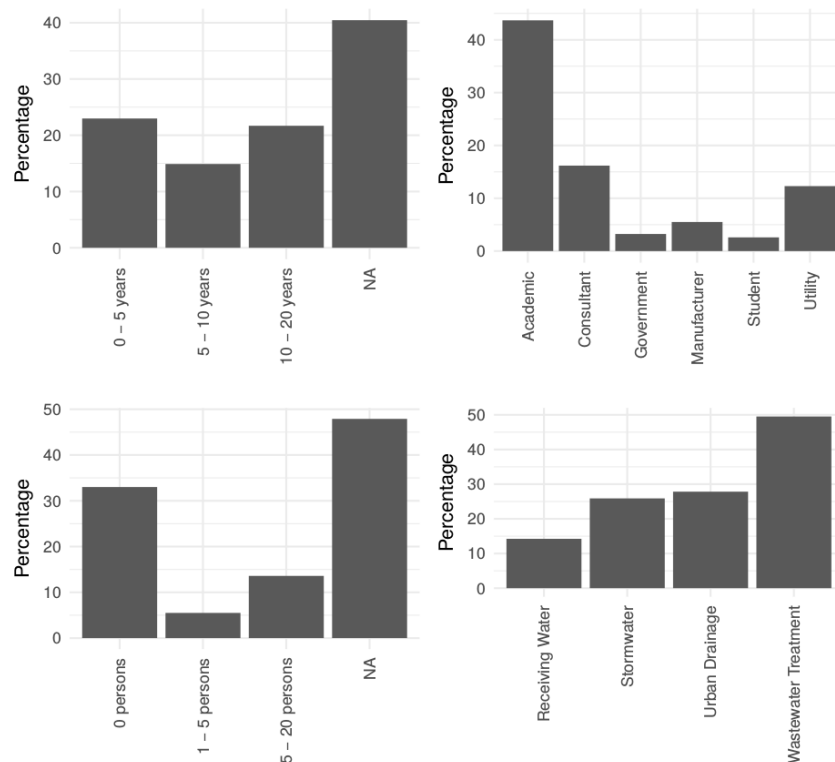 Percentage
40
30
20
10
0
0 − 5 years
5 − 10 years
10 − 20 years
NA
Percentage
40
30
20
10
0
Academic
Consultant
Government
Manufacturer
Student
Utility
Percentage
50
40
30
20
10
0
0 persons
1 − 5 persons
5 − 20 persons
NA
Percentage
50
40
30
20
10
0
Receiving Water
Stormwater
Urban Drainage
Wastewater Treatment